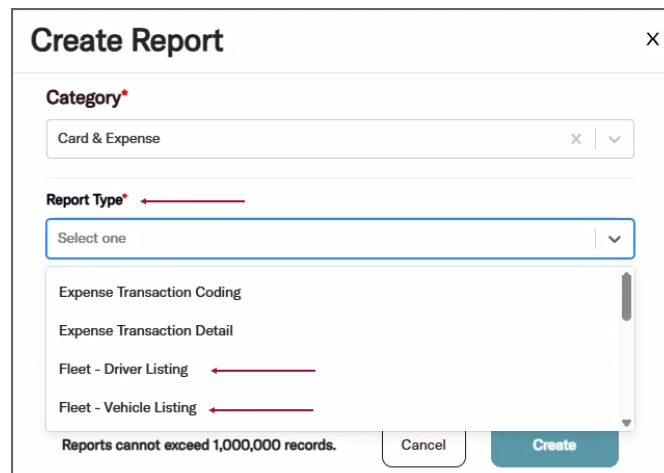 Create Report
X
Category*
Card & Expense
Report Type*
Select one
Expense Transaction Coding
Expense Transaction Detail
Fleet - Driver Listing
Fleet - Vehicle Listing
Reports cannot exceed 1,000,000 records. Cancel Create